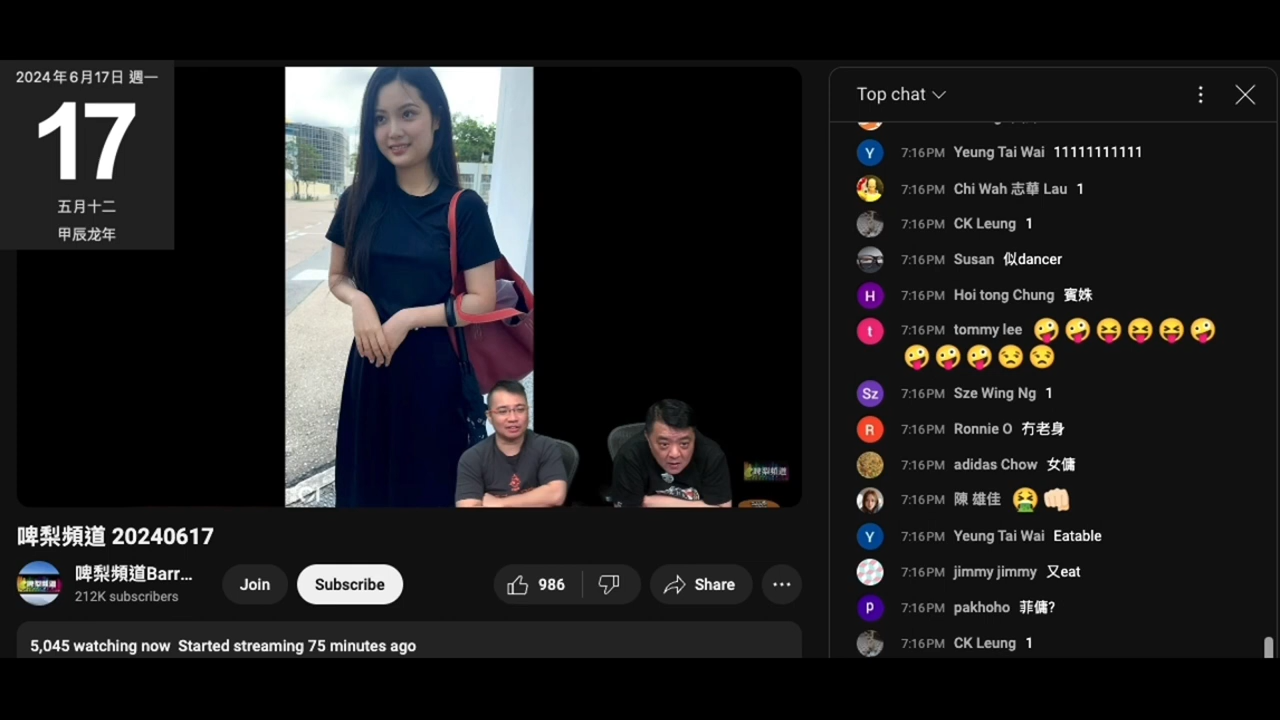 2024年6月17日 週一
17
五月十二
甲辰龙年
啤梨頻道
啤梨頻道 20240617
啤梨頻道Barr...
212K subscribers
Join
Subscribe
986
Share
5,045 watching now Started streaming 75 minutes ago
Top chat
7:16PM Yeung Tai Wai 11111111111
7:16PM Chi Wah 志華 Lau 1
7:16PM CK Leung 1
7:16PM Susan 似dancer
7:16PM Hoi tong Chung 賓姝
7:16PM tommy lee 🤪🤪😝😝😝🤪
🤪🤪🤪😒😒
7:16PM Sze Wing Ng 1
7:16PM Ronnie O 冇老身
7:16PM adidas Chow 女傭
7:16PM 陳 雄佳 🤮👊🏻
7:16PM Yeung Tai Wai Eatable
7:16PM jimmy jimmy 又eat
7:16PM pakhoho 菲傭?
7:16PM CK Leung 1